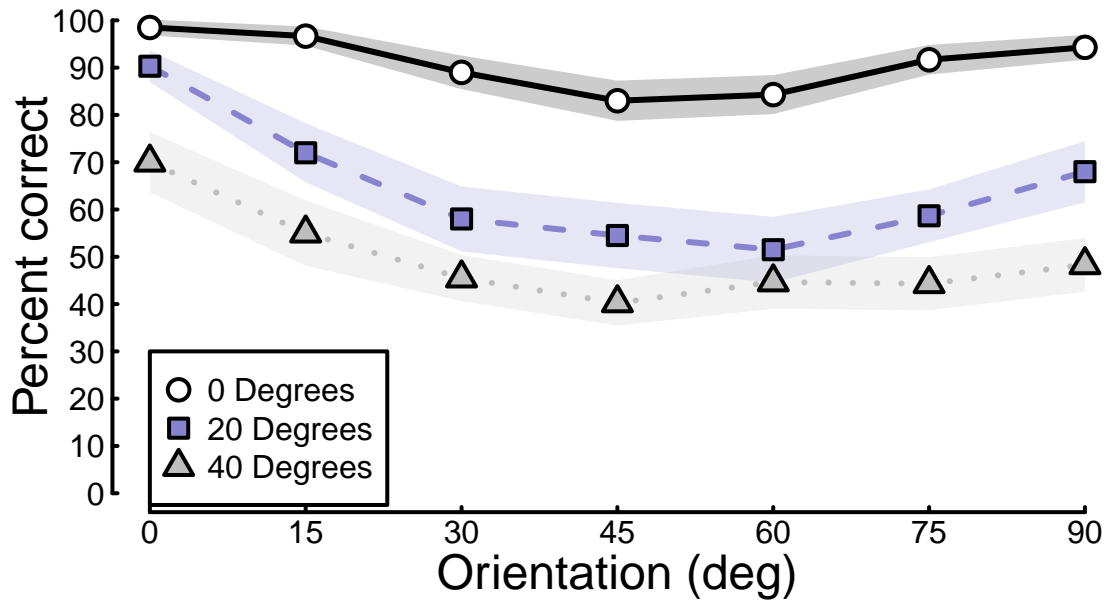 Percent correct
100
90
80
70
60
50
40
30
20
10
0
0 Degrees
20 Degrees
40 Degrees
0 15 30 45 60 75 90
Orientation (deg)